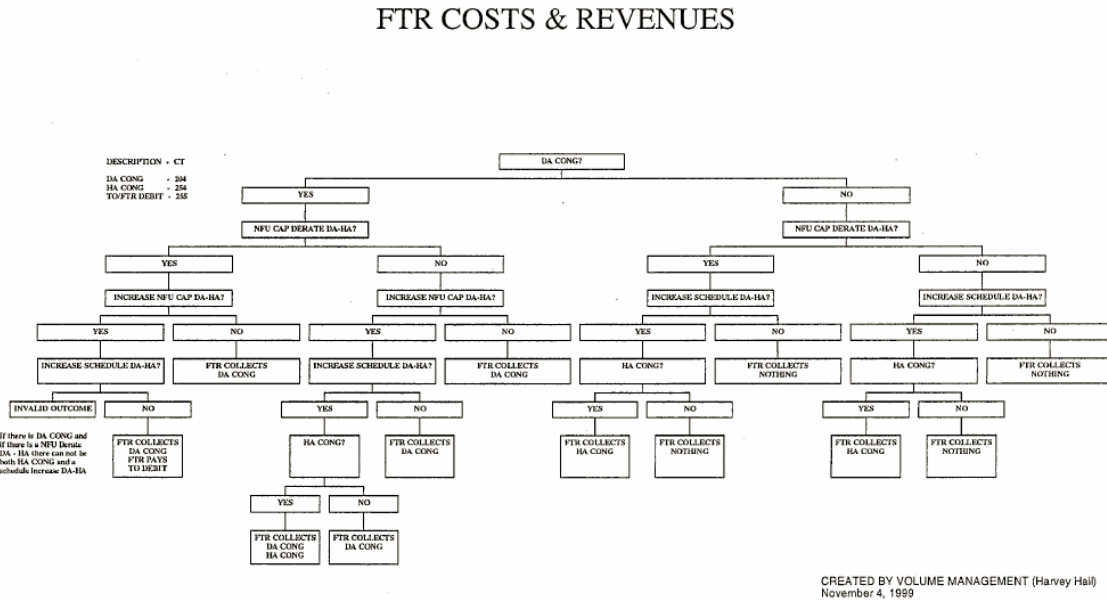 FTR COSTS & REVENUES
DESCRIPTION - CT
DA CONG - 204
HA CONG - 254
TO/FTR DEBIT - 255
DA CONG?
YES
NO
NFU CAP DERATE DA-HA?
NFU CAP DERATE DA-HA?
YES
NO
YES
NO
INCREASE NFU CAP DA-HA?
INCREASE NFU CAP DA-HA?
INCREASE SCHEDULE DA-HA?
INCREASE SCHEDULE DA-HA?
YES
NO
YES
NO
YES
NO
YES
NO
INCREASE SCHEDULE DA-HA?
FTR COLLECTS
DA CONG
INCREASE SCHEDULE DA-HA?
FTR COLLECTS
DA CONG
HA CONG?
FTR COLLECTS
NOTHING
HA CONG?
FTR COLLECTS
NOTHING
INVALID OUTCOME
NO
YES
NO
YES
NO
YES
NO
If there is DA CONG and
if there is a NFU Derate
DA - HA there can not be
both HA CONG and a
schedule increase DA-HA
FTR COLLECTS
DA CONG
FTR PAYS
TO DEBIT
HA CONG?
FTR COLLECTS
DA CONG
FTR COLLECTS
HA CONG
FTR COLLECTS
NOTHING
FTR COLLECTS
HA CONG
FTR COLLECTS
NOTHING
YES
NO
FTR COLLECTS
DA CONG
HA CONG
FTR COLLECTS
DA CONG
CREATED BY VOLUME MANAGEMENT (Harvey Hall)
November 4, 1999